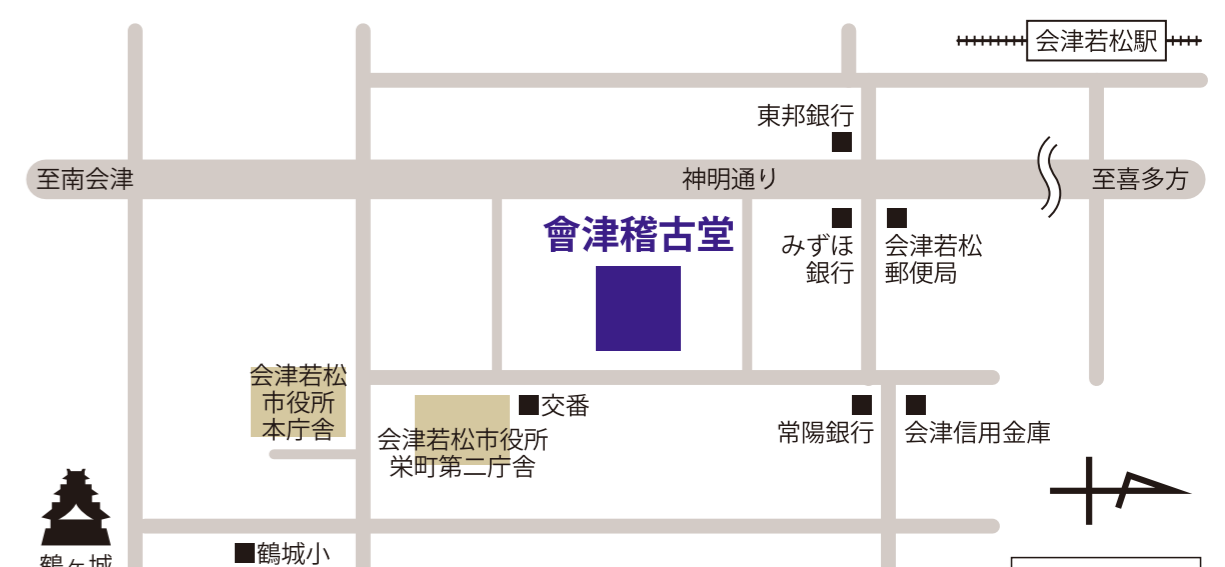 会津若松駅
東邦銀行
至南会津
神明通り
至喜多方
會津稽古堂
みずほ
銀行
会津若松
郵便局
会津若松
市役所
本庁舎
交番
会津若松市役所
栄町第二庁舎
常陽銀行
会津信用金庫
鶴城小
鶴ヶ城